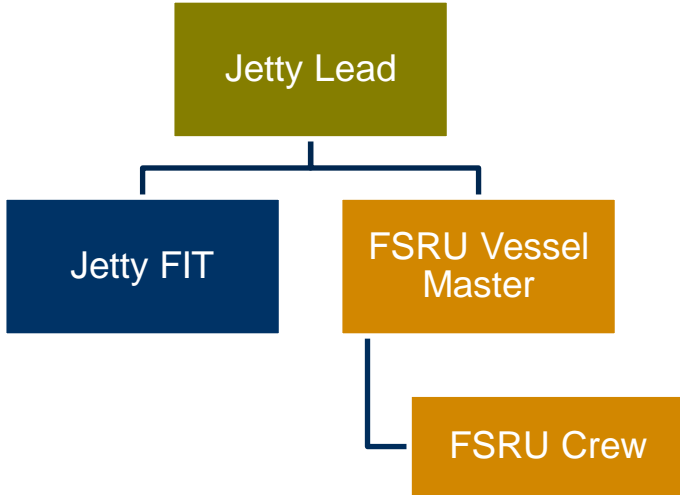 Jetty Lead
Jetty FIT
FSRU Vessel
Master
FSRU Crew